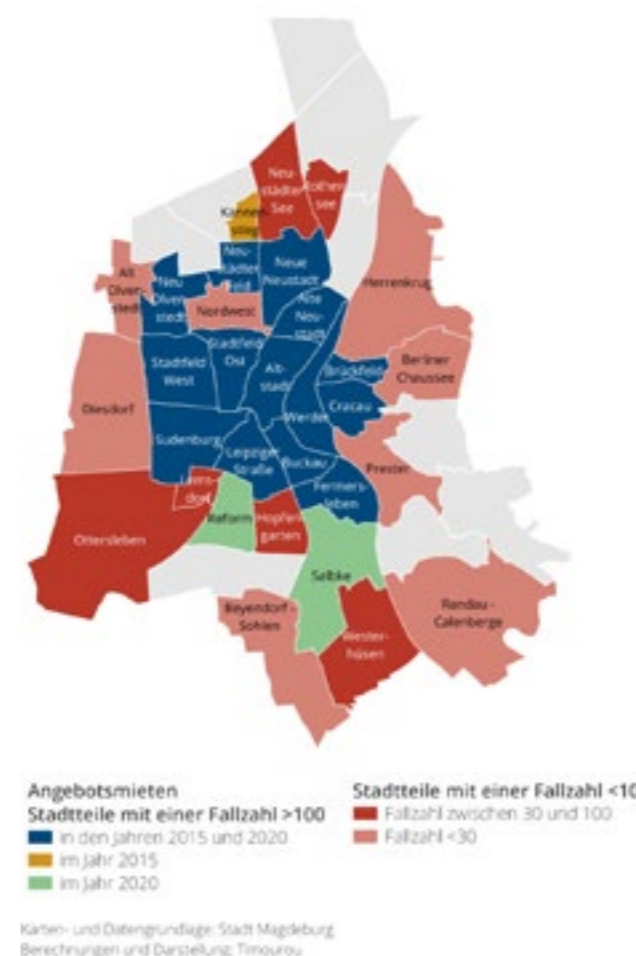 Neu-
städter
See
Rothen
see
Kannen-
stieg
Neu-
städter
Feld
Neue
Neustadt
Alt
Olven-
stedt
Neu
Olven-
stedt
Nordwest
Alte
Neu-
stadt
Herrenkrug
Stadtfeld
West
Stadtfeld
Ost
Alt-
stadt
Brückfeld
Berliner
Chaussee
Diesdorf
Werder
Cracau
Sudenburg
Leipziger
Straße
Buckau
Prester
Fermers-
leben
Lems-
dorf
Ottersleben
Reform
Hopfen
garten
Salbke
Beyendorf -
Sohlen
Wester-
hüsen
Randau -
Calenberge
Angebotsmieten
Stadtteile mit einer Fallzahl >100
in den Jahren 2015 und 2020
im Jahr 2015
im Jahr 2020
Stadtteile mit einer Fallzahl <10
Fallzahl zwischen 30 und 100
Fallzahl <30
Karten- und Datengrundlage: Stadt Magdeburg
Berechnungen und Darstellung: Timourou